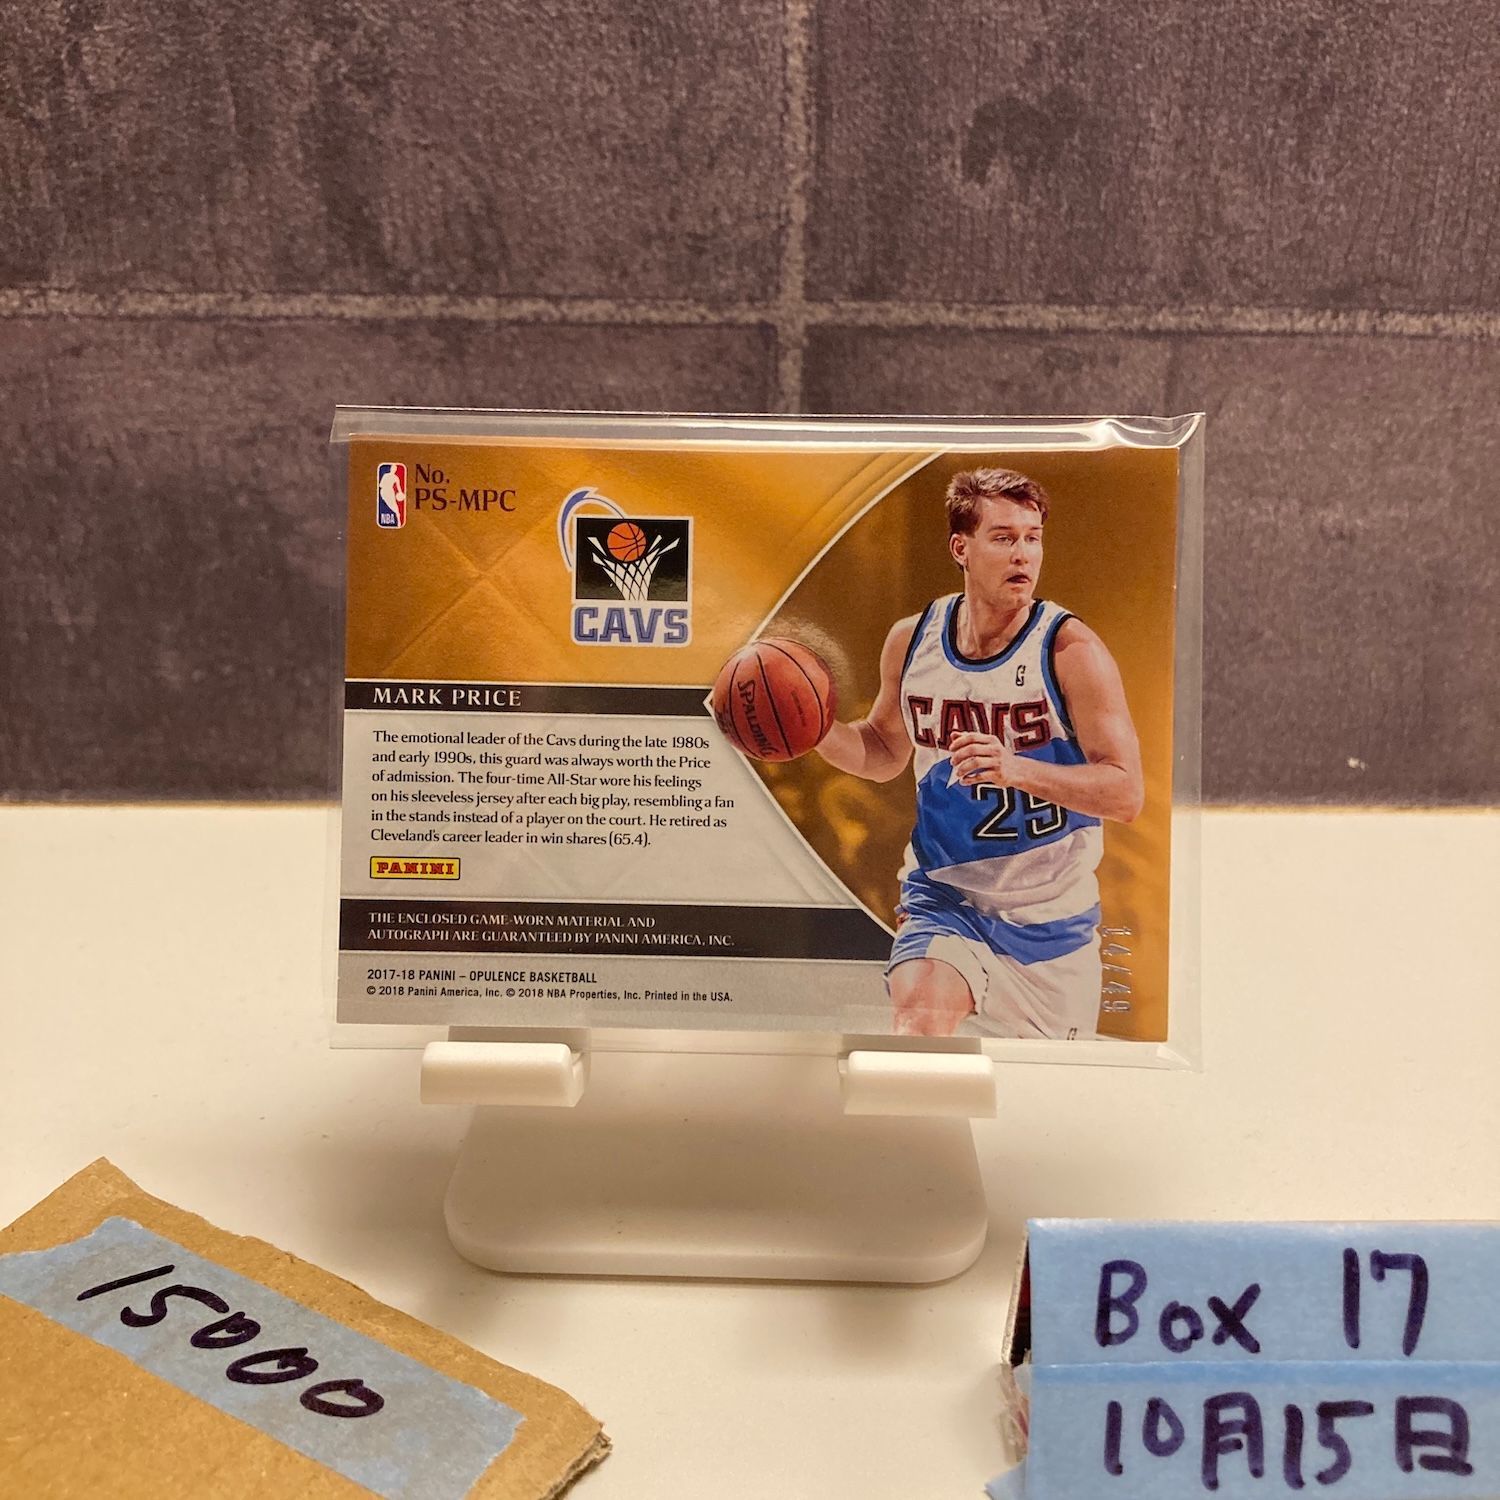 No.
PS-MPC
NBA
CAVS
MARK PRICE
The emotional leader of the Cavs during the late 1980s
and early 1990s, this guard was always worth the Price
of admission. The four-time All-Star wore his feelings
on his sleeveless jersey after each big play, resembling a fan
in the stands instead of a player on the court. He retired as
Cleveland's career leader in win shares (65.4).
PANINI
THE ENCLOSED GAME-WORN MATERIAL AND
AUTOGRAPH ARE GUARANTEED BY PANINI AMERICA, INC.
2017-18 PANINI – OPULENCE BASKETBALL
© 2018 Panini America, Inc. © 2018 NBA Properties, Inc. Printed in the USA.
SPALDING
CAVS
25
14/49
15000
Box 17
10月15日